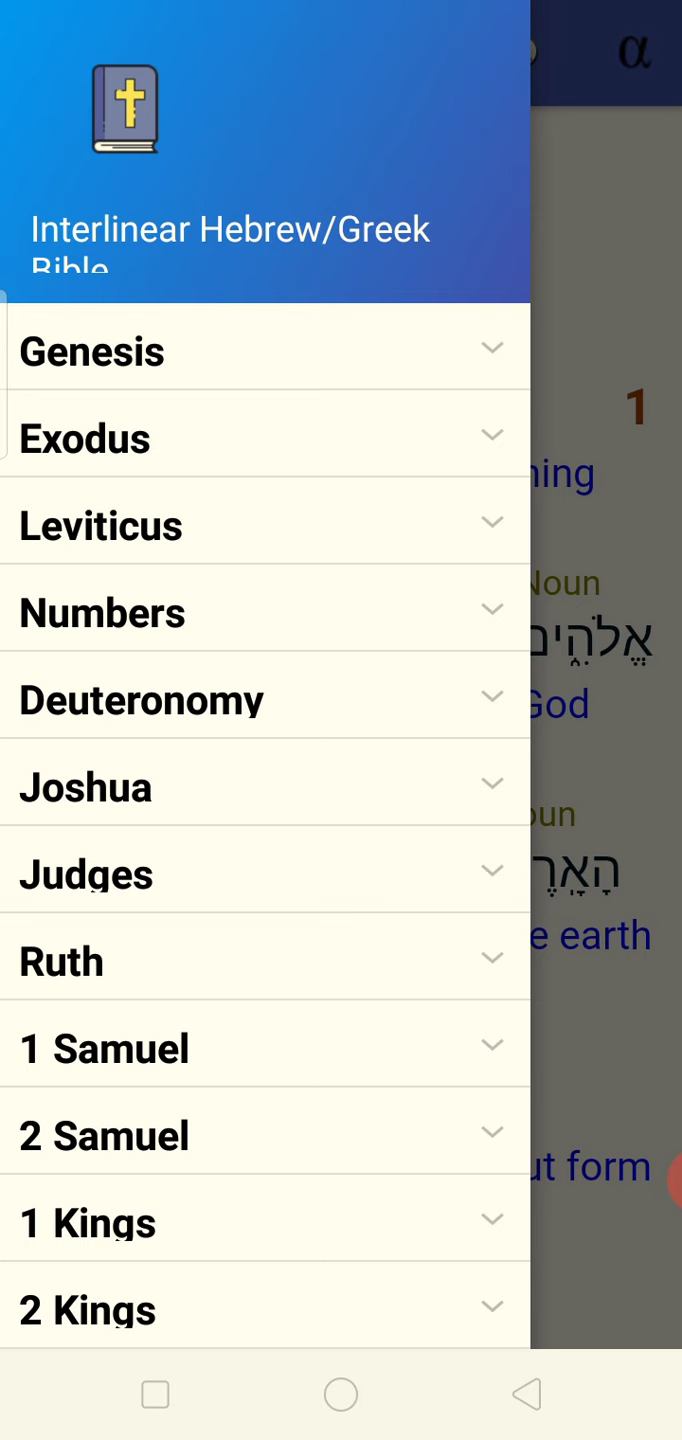 α
Interlinear Hebrew/Greek
Bible
Genesis
Exodus
Leviticus
Numbers
Deuteronomy
Joshua
Judges
Ruth
1 Samuel
2 Samuel
1 Kings
2 Kings
1
ning
Noun
אֱלֹהִ֑ים
God
oun
הָאָֽרֶ
e earth
ut form